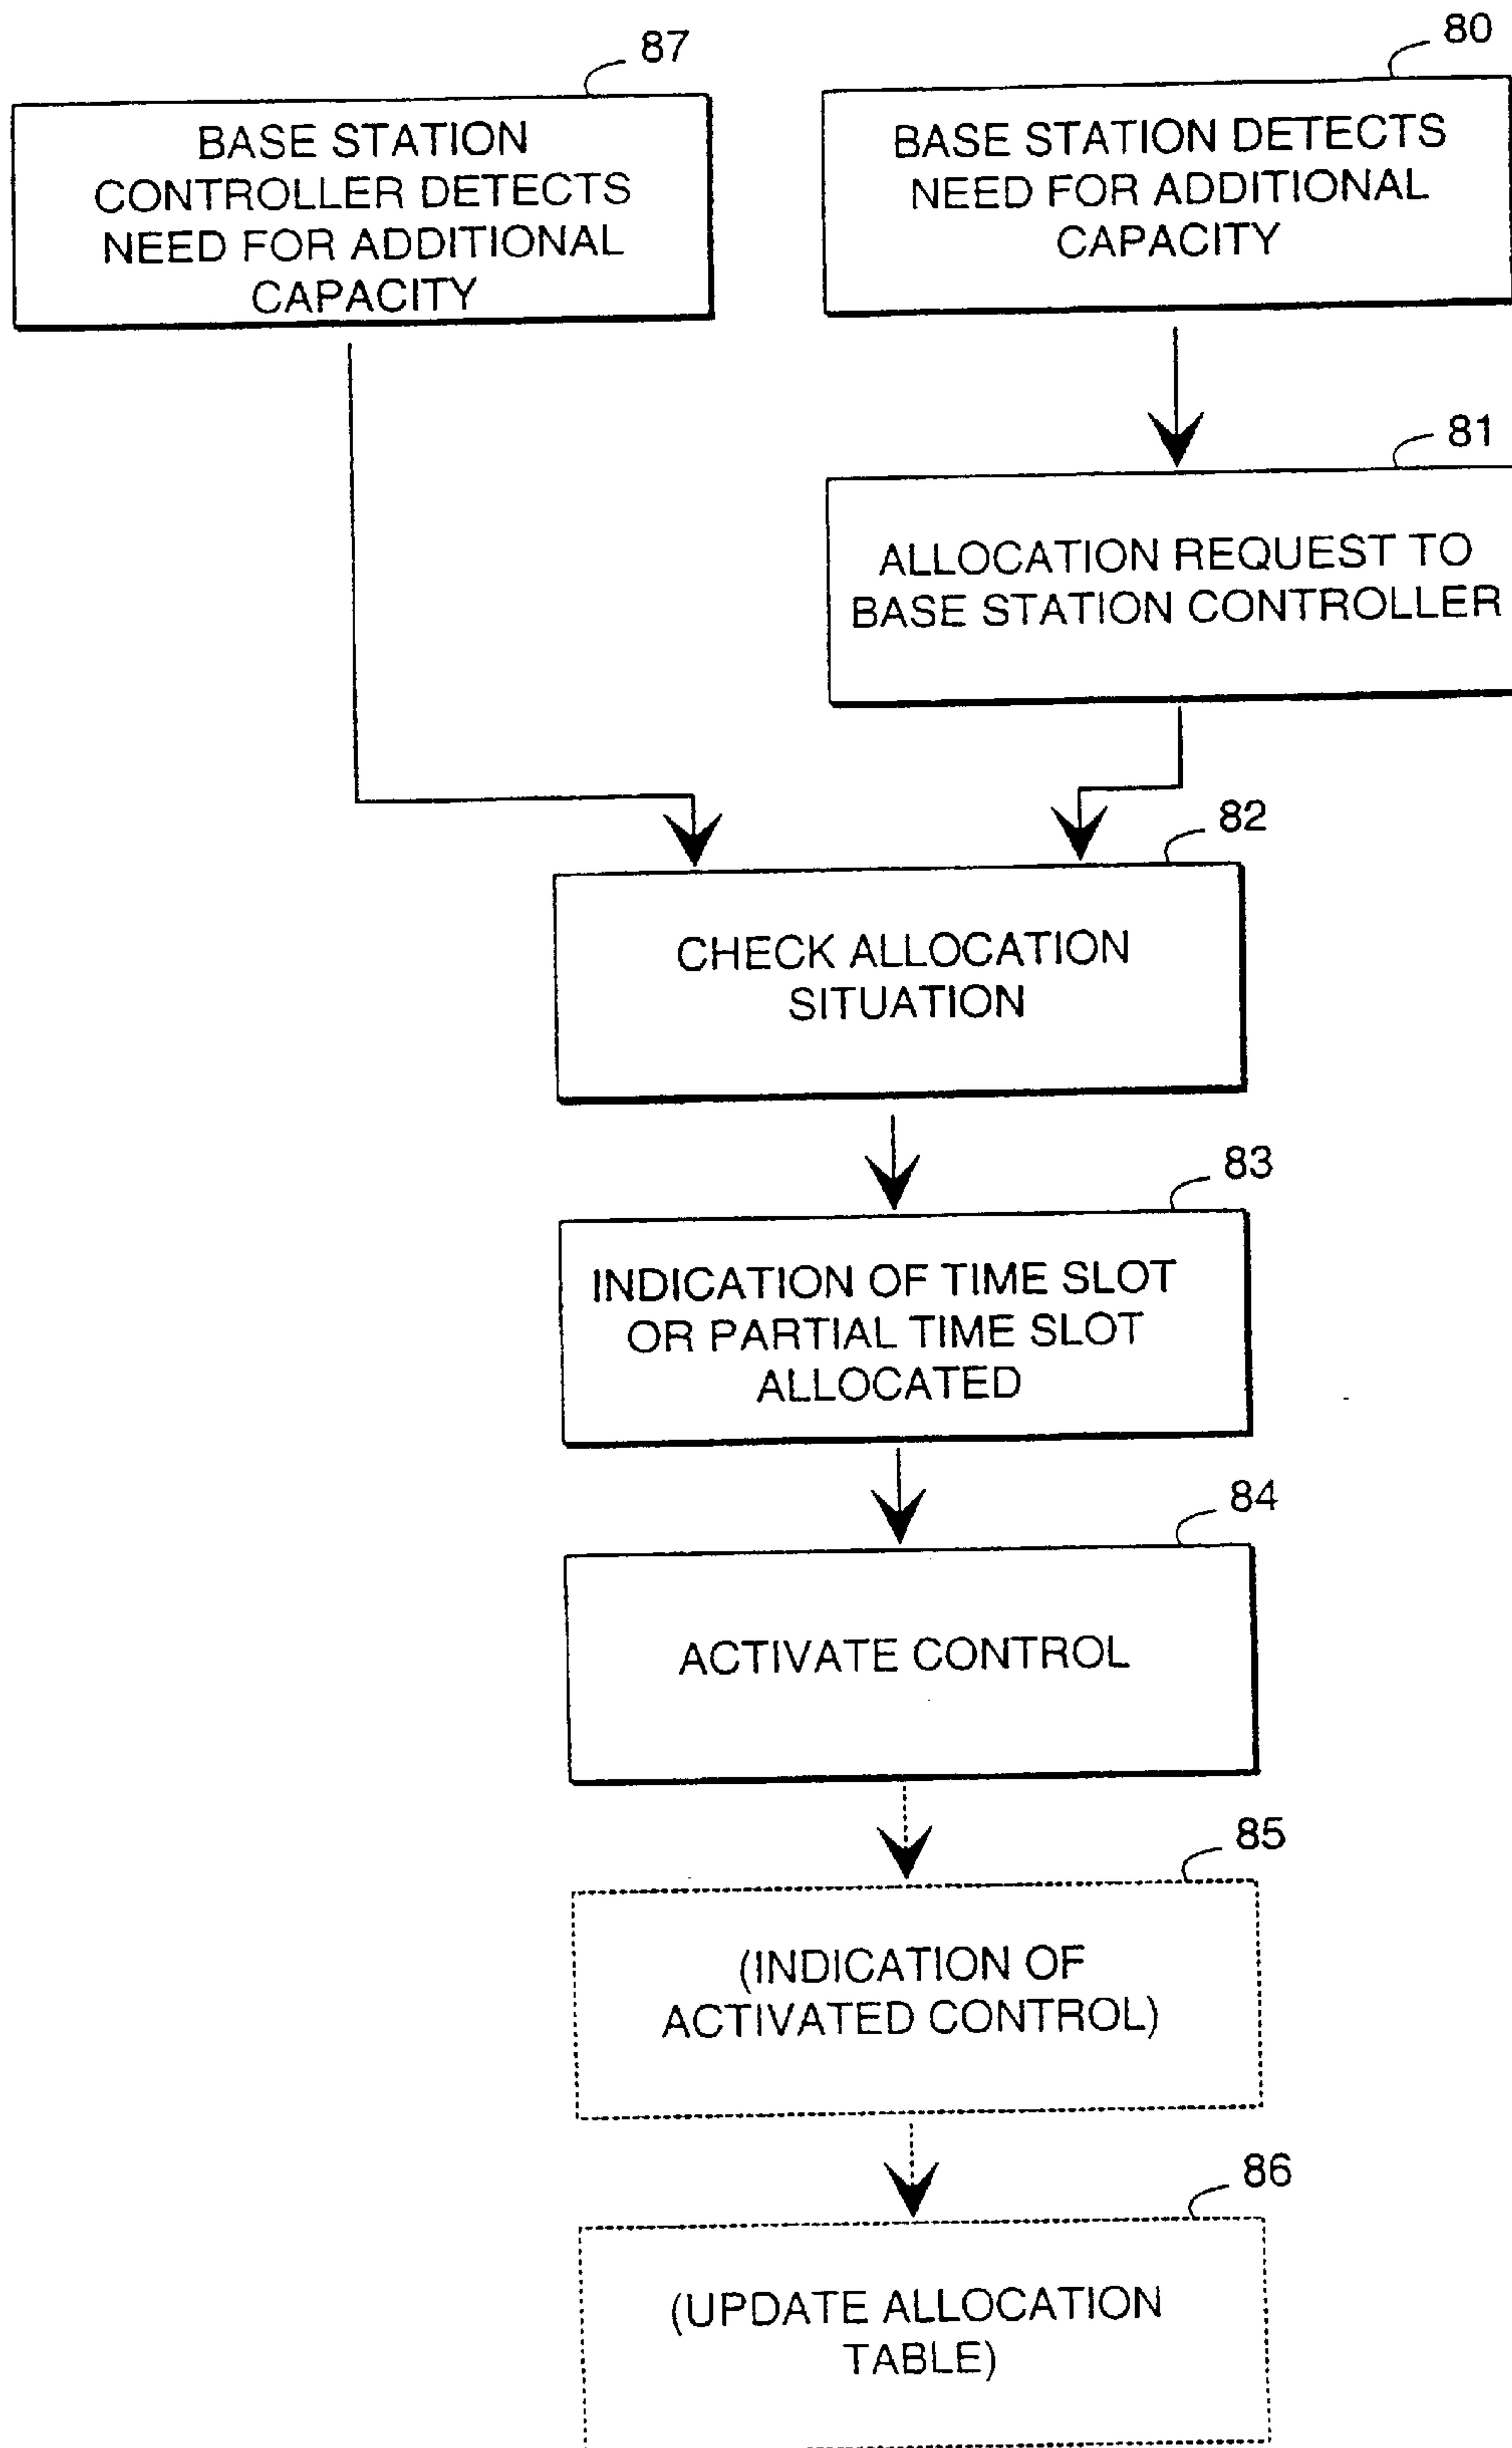 87
BASE STATION
CONTROLLER DETECTS
NEED FOR ADDITIONAL
CAPACITY
80
BASE STATION DETECTS
NEED FOR ADDITIONAL
CAPACITY
81
ALLOCATION REQUEST TO
BASE STATION CONTROLLER
82
CHECK ALLOCATION
SITUATION
83
INDICATION OF TIME SLOT
OR PARTIAL TIME SLOT
ALLOCATED
84
ACTIVATE CONTROL
85
(INDICATION OF
ACTIVATED CONTROL)
86
(UPDATE ALLOCATION
TABLE)